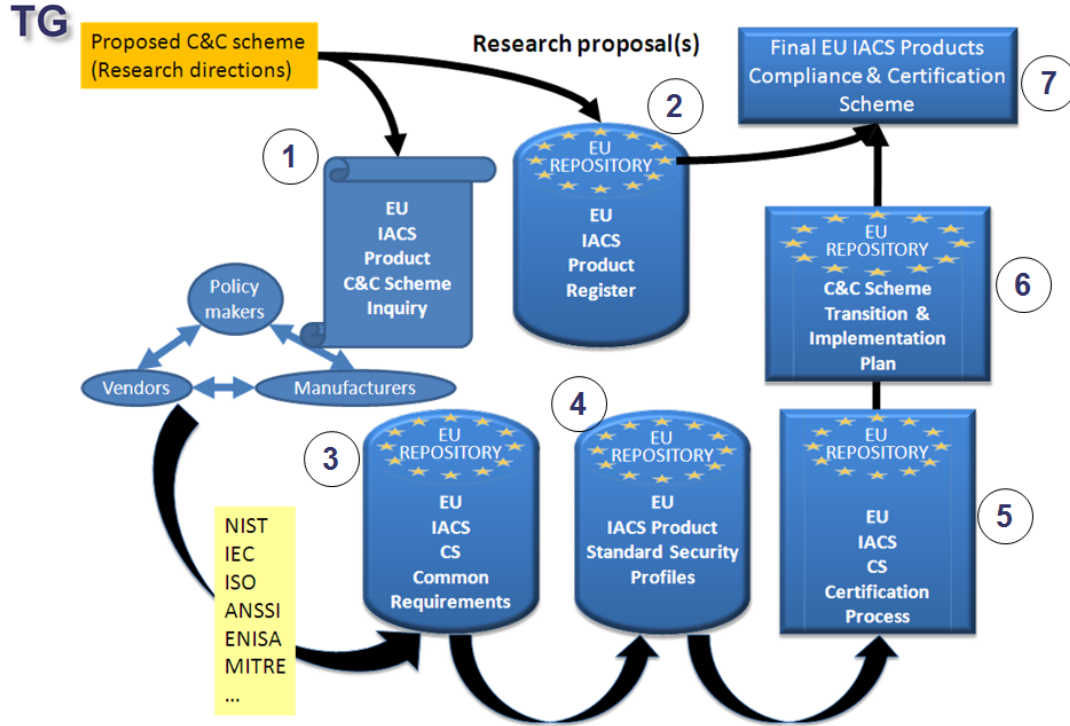 TG
Proposed C&C scheme
(Research directions)
Research proposal(s)
Final EU IACS Products
Compliance & Certification
Scheme
7
1
EU
IACS
Product
C&C Scheme
Inquiry
2
EU
REPOSITORY
EU
IACS
Product
Register
EU
REPOSITORY
C&C Scheme
Transition &
Implementation
Plan
6
Policy
makers
Vendors
Manufacturers
NIST
IEC
ISO
ANSSI
ENISA
MITRE
...
3
EU
REPOSITORY
EU
IACS
CS
Common
Requirements
4
EU
REPOSITORY
EU
IACS Product
Standard Security
Profiles
EU
REPOSITORY
EU
IACS
CS
Certification
Process
5